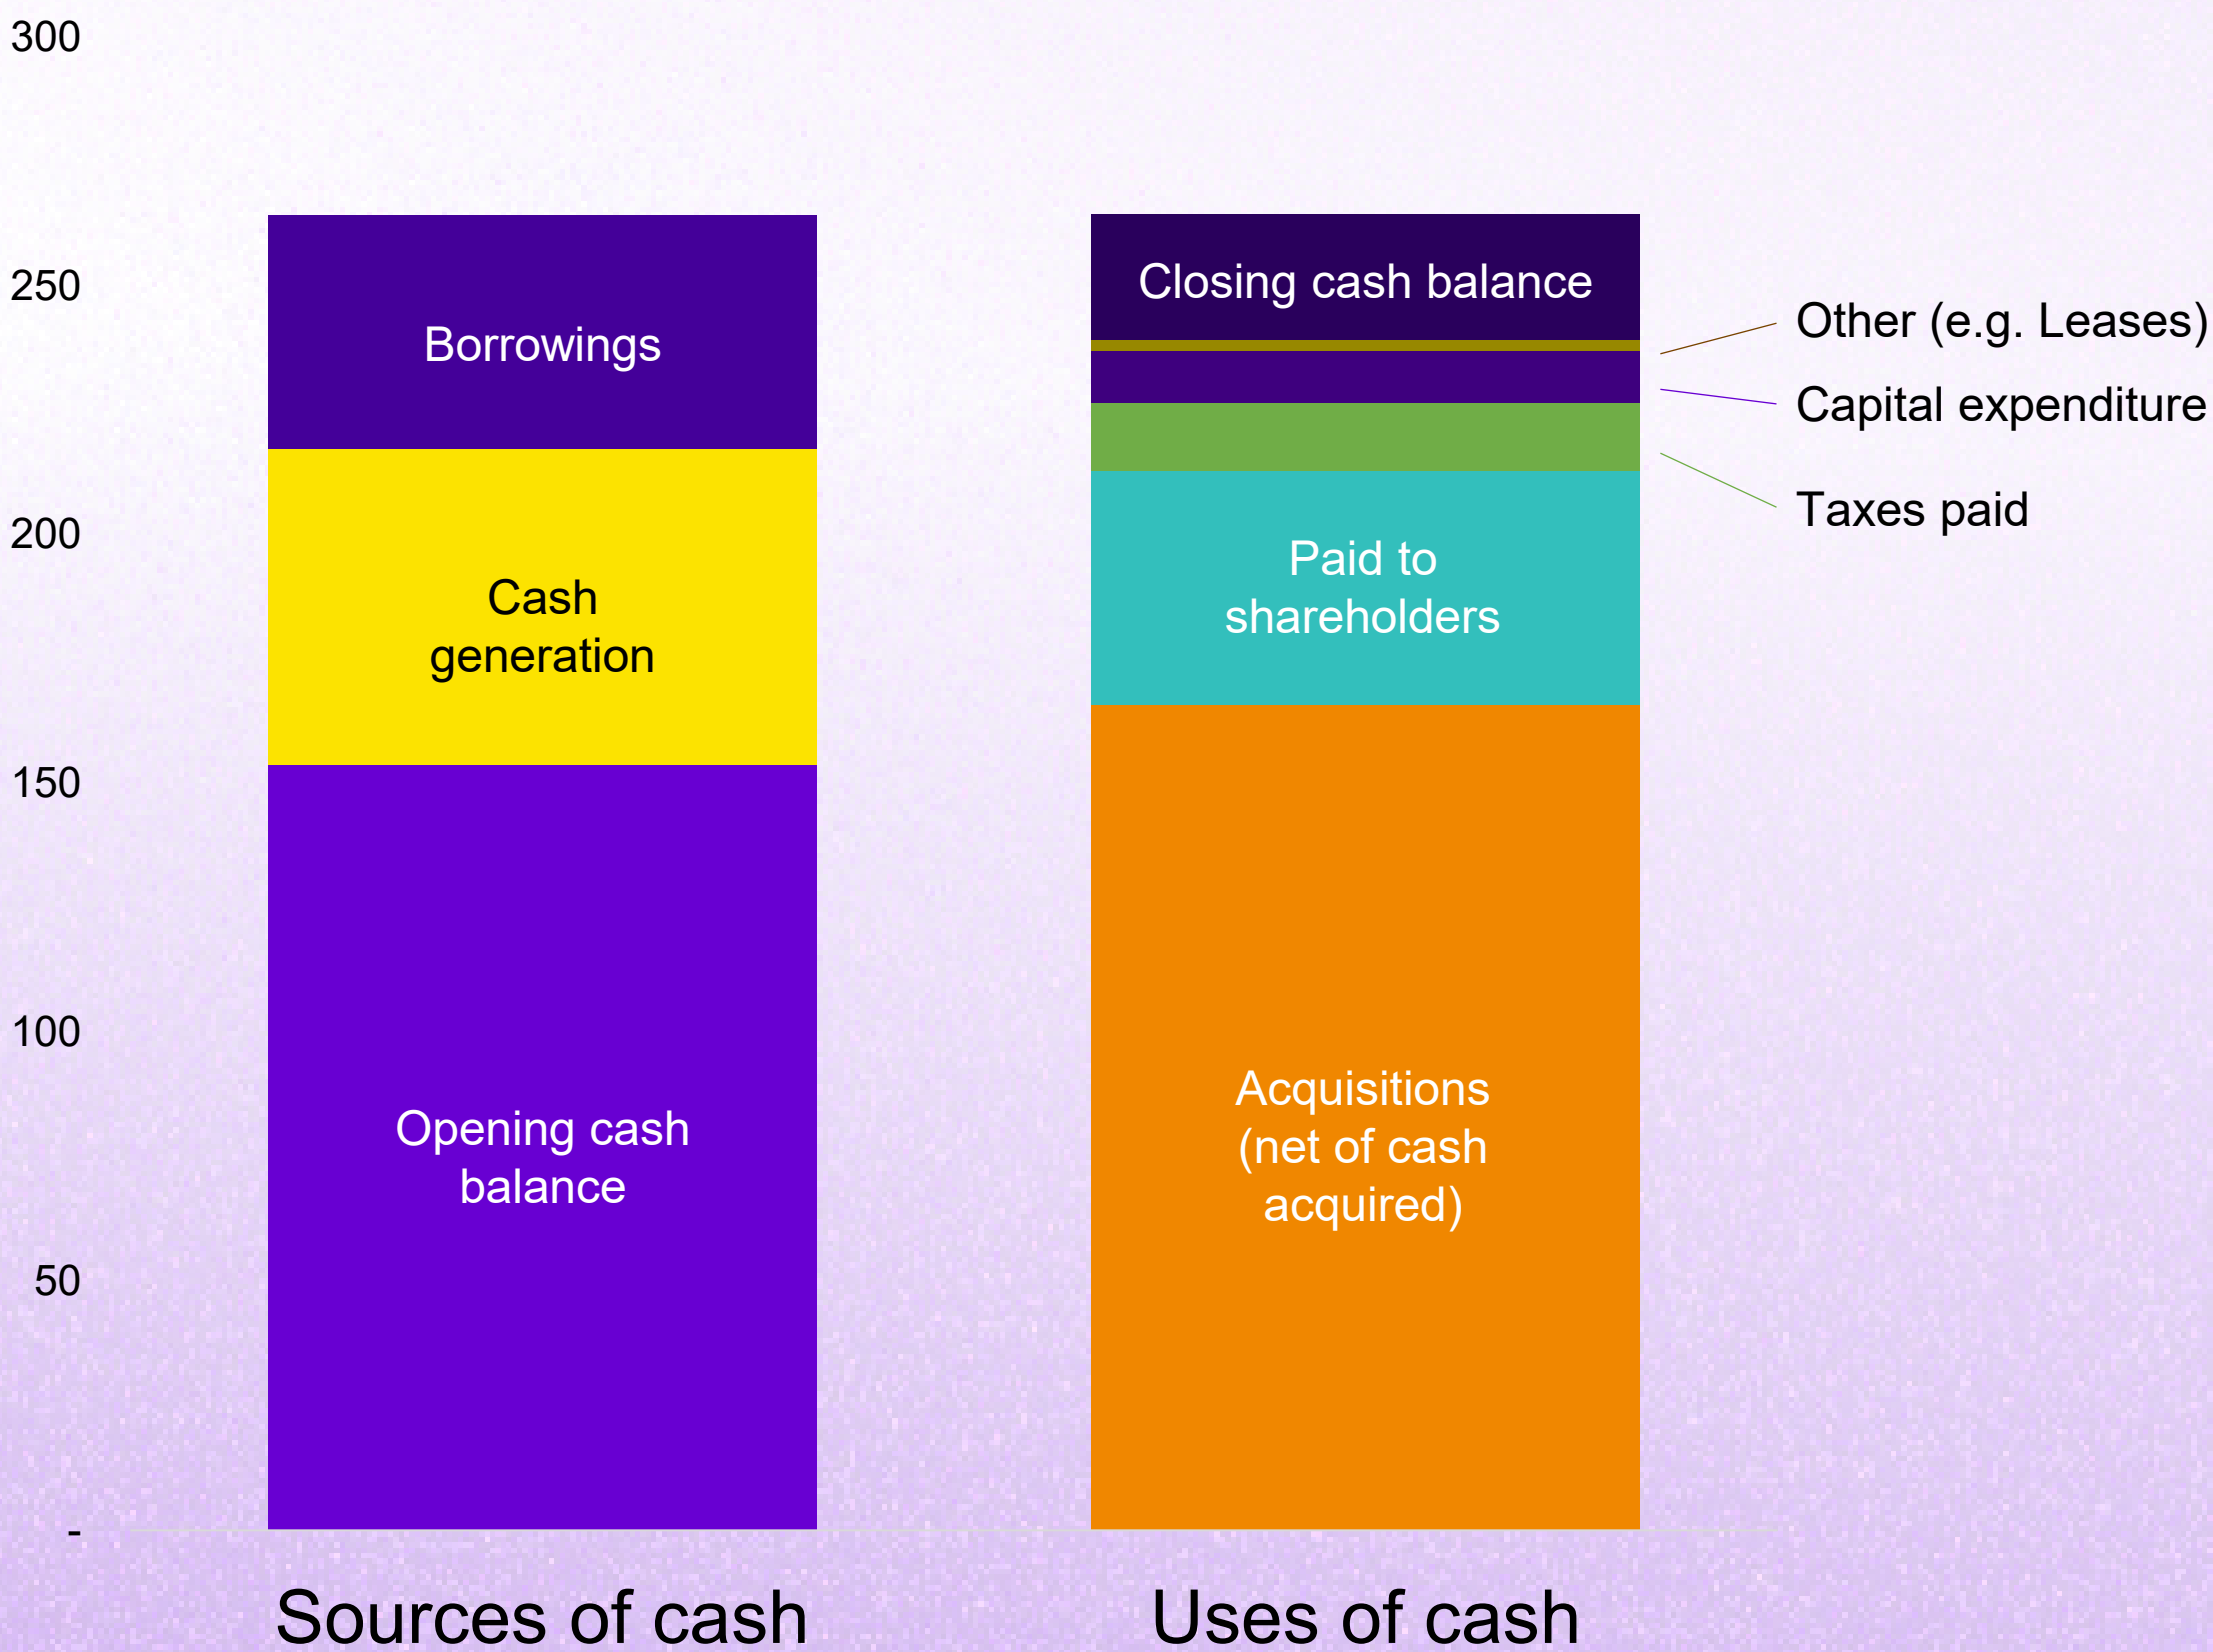 300
250
200
150
100
50
-
Borrowings
Cash
generation
Opening cash
balance
Closing cash balance
Paid to
shareholders
Acquisitions
(net of cash
acquired)
Other (e.g. Leases)
Capital expenditure
Taxes paid
Sources of cash
Uses of cash